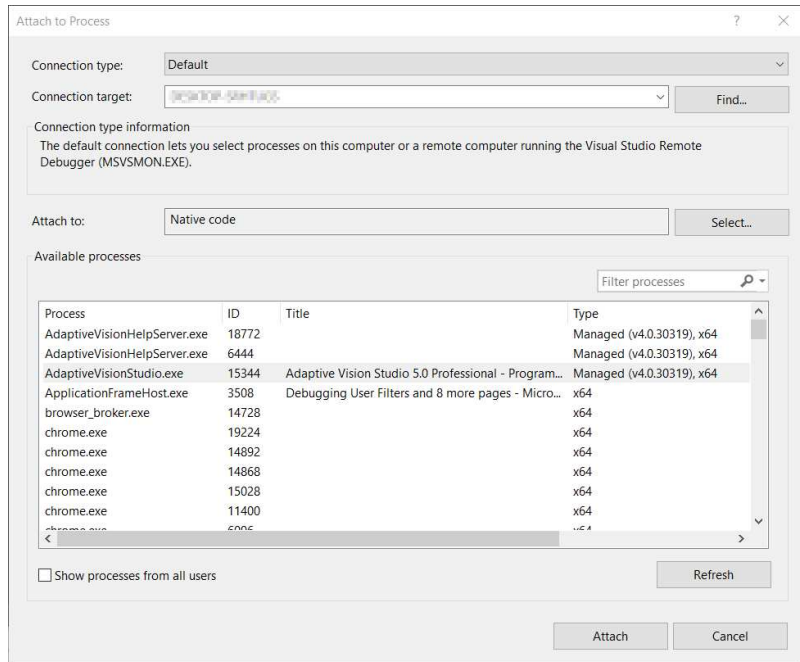 Attach to Process
Connection type: Default
Connection target:
Find...
Connection type information
The default connection lets you select processes on this computer or a remote computer running the Visual Studio Remote
Debugger (MSVSMON.EXE).
Attach to: Native code Select...
Available processes
Filter processes
Process ID Title Type
AdaptiveVisionHelpServer.exe 18772 Managed (v4.0.30319), x64
AdaptiveVisionHelpServer.exe 6444 Managed (v4.0.30319), x64
AdaptiveVisionStudio.exe 15344 Adaptive Vision Studio 5.0 Professional - Program... Managed (v4.0.30319), x64
ApplicationFrameHost.exe 3508 Debugging User Filters and 8 more pages - Micro... x64
browser_broker.exe 14728 x64
chrome.exe 19224 x64
chrome.exe 14892 x64
chrome.exe 14868 x64
chrome.exe 15028 x64
chrome.exe 11400 x64
Show processes from all users Refresh
Attach Cancel